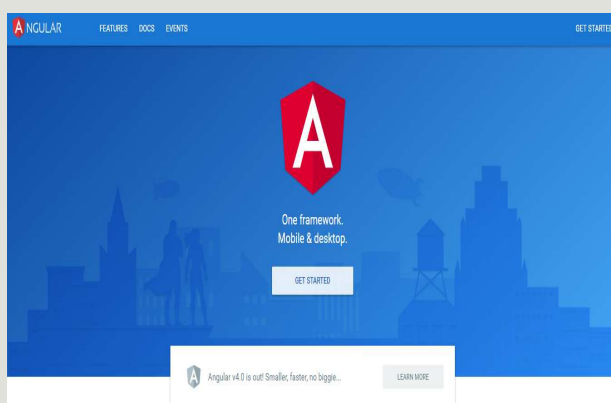 ANGULAR FEATURES DOCS EVENTS GET STARTED
A
One framework.
Mobile & desktop.
GET STARTED
A Angular v4.0 is out! Smaller, faster, no biggie... LEARN MORE